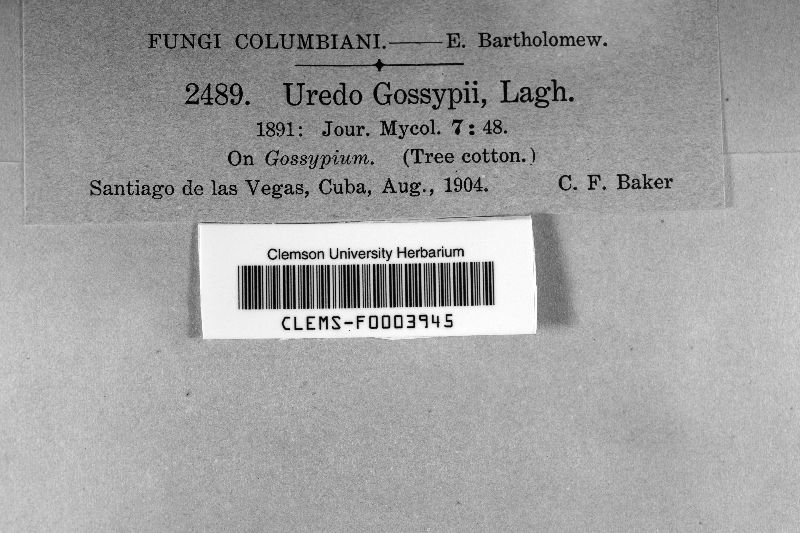 FUNGI COLUMBIANI.——E. Bartholomew.
2489. Uredo Gossypii, Lagh.
1891: Jour. Mycol. 7: 48.
On Gossypium. (Tree cotton.)
Santiago de las Vegas, Cuba, Aug., 1904. C. F. Baker
Clemson University Herbarium
CLEMS-F0003945